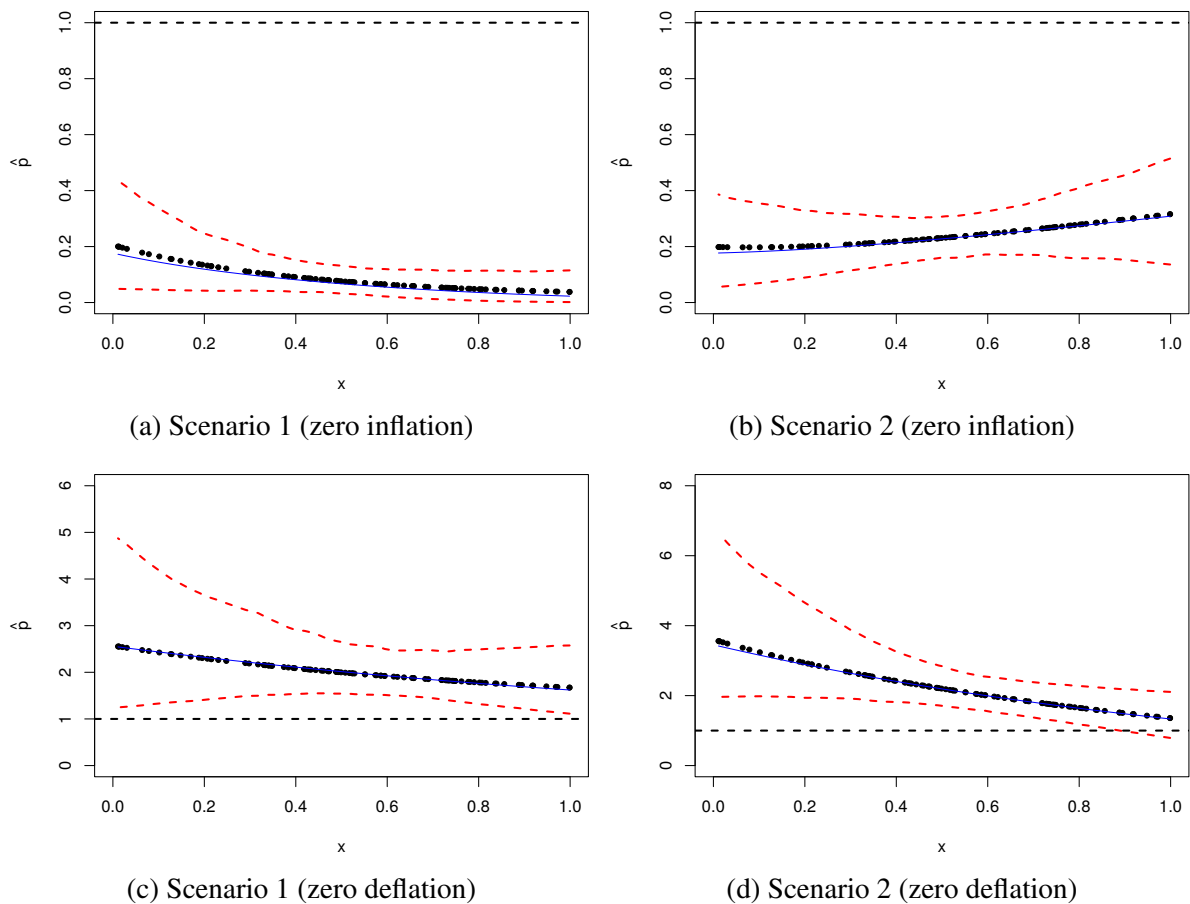 1.0
0.8
0.6
0.4
0.2
0.0
p̂
0.0 0.2 0.4 0.6 0.8 1.0
x
(a) Scenario 1 (zero inflation)
1.0
0.8
0.6
0.4
0.2
0.0
p̂
0.0 0.2 0.4 0.6 0.8 1.0
x
(b) Scenario 2 (zero inflation)
6
5
4
3
2
1
0
p̂
0.0 0.2 0.4 0.6 0.8 1.0
x
(c) Scenario 1 (zero deflation)
8
6
4
2
0
p̂
0.0 0.2 0.4 0.6 0.8 1.0
x
(d) Scenario 2 (zero deflation)